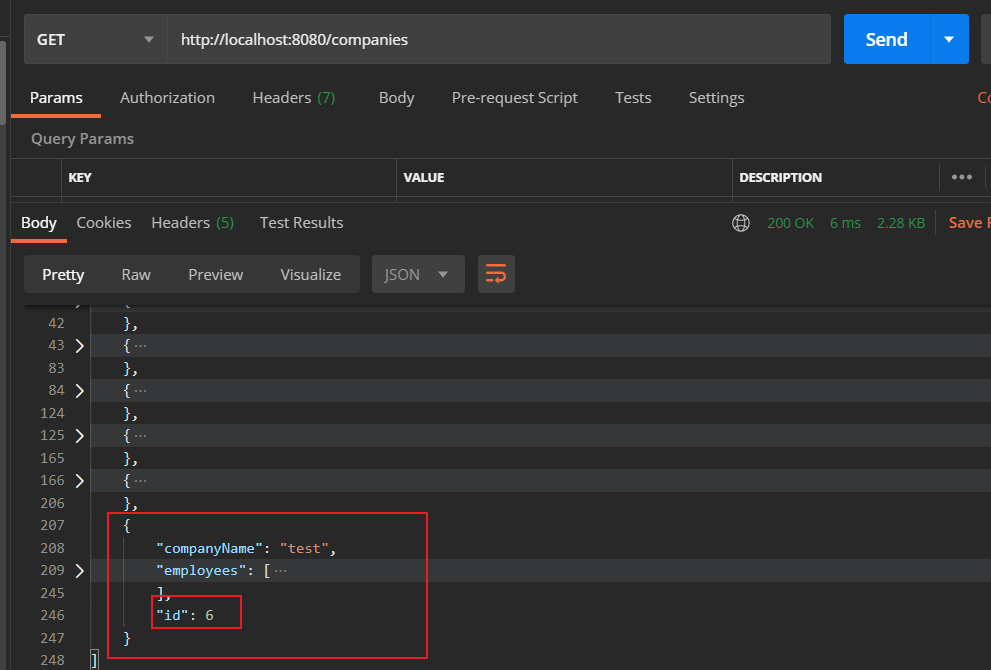 GET http://localhost:8080/companies Send
Params Authorization Headers (7) Body Pre-request Script Tests Settings
Query Params
KEY VALUE DESCRIPTION •••
Body Cookies Headers (5) Test Results 200 OK 6 ms 2.28 KB Save
Pretty Raw Preview Visualize JSON
42 },
43 { ···
83 },
84 { ···
124 },
125 { ···
165 },
166 { ···
206 },
207 {
208 "companyName": "test",
209 "employees": [ ···
245 ],
246 "id": 6
247 }
248 ]